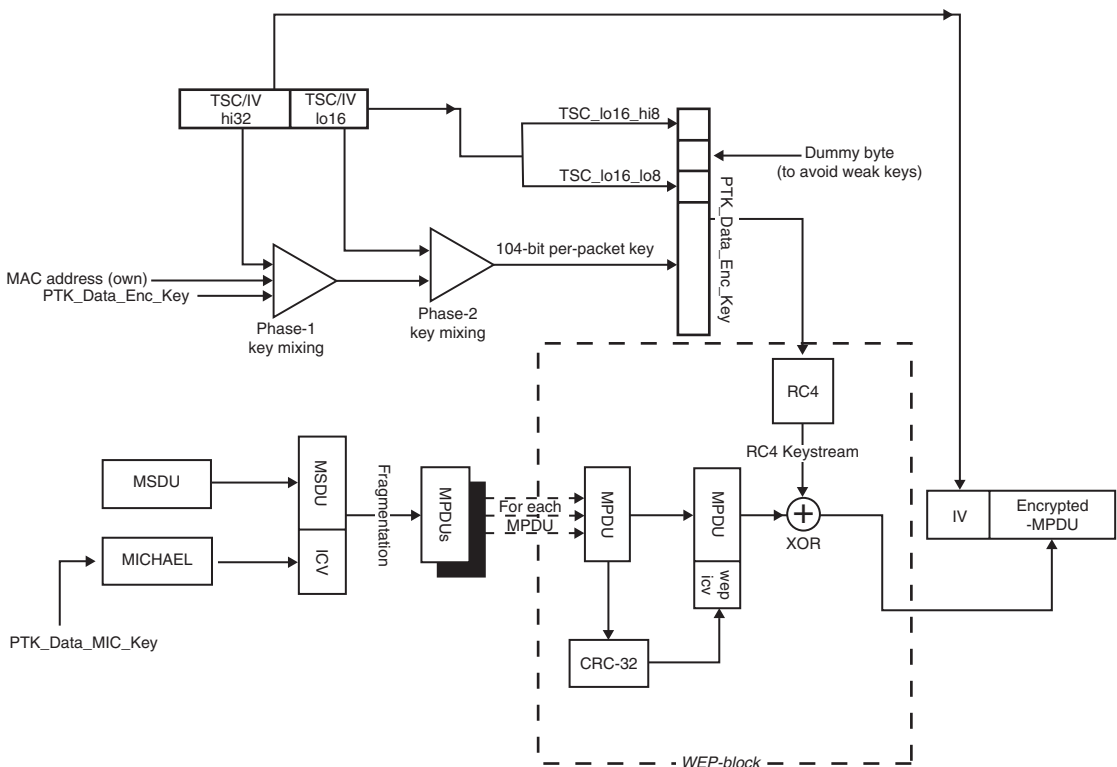 TSC/IV
hi32
TSC/IV
lo16
TSC_lo16_hi8
Dummy byte
(to avoid weak keys)
TSC_lo16_lo8
PTK_Data_Enc_Key
104-bit per-packet key
MAC address (own)
PTK_Data_Enc_Key
Phase-1
key mixing
Phase-2
key mixing
RC4
RC4 Keystream
MSDU
MSDU
Fragmentation
MPDUs
For each
MPDU
MPDU
MPDU
XOR
IV
Encrypted
-MPDU
MICHAEL
ICV
wep
icv
PTK_Data_MIC_Key
CRC-32
WEP-block